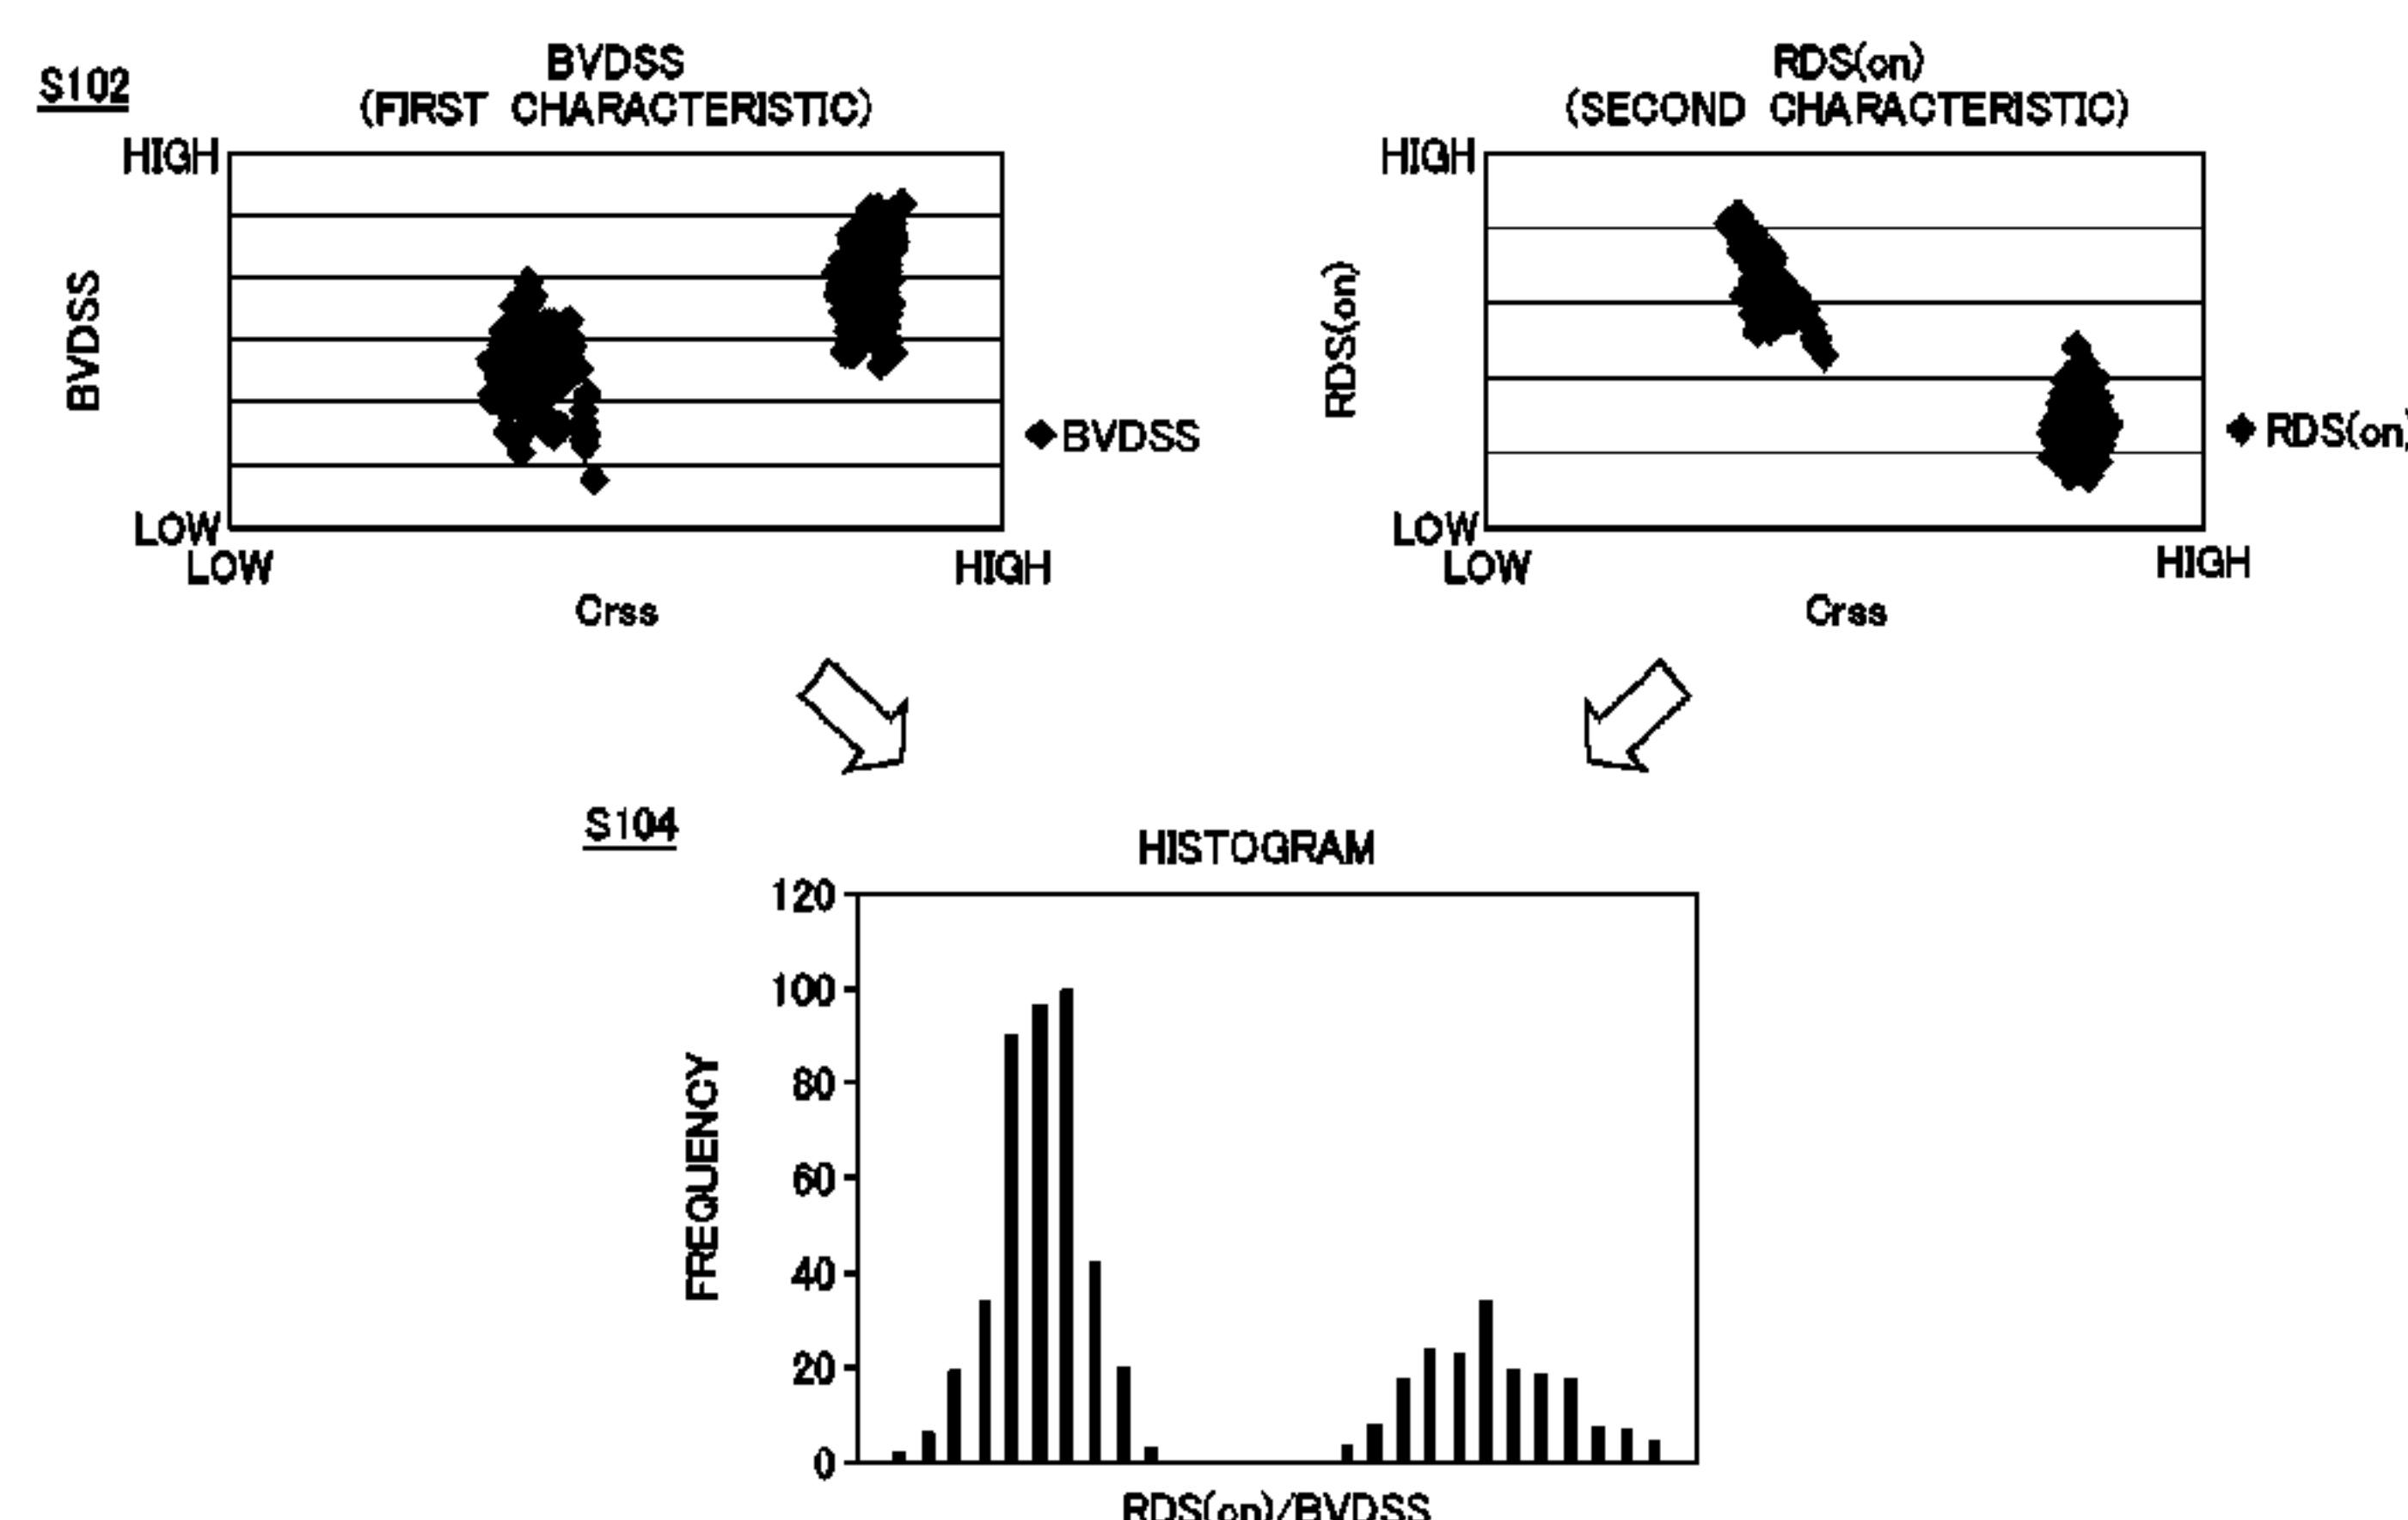 S102
BVDSS
(FIRST CHARACTERISTIC)
HIGH
BVDSS
LOW
LOW
HIGH
Crss
BVDSS
RDS(on)
(SECOND CHARACTERISTIC)
HIGH
RDS(on)
LOW
LOW
HIGH
Crss
RDS(on)
S104
HISTOGRAM
120
100
80
60
40
20
0
FREQUENCY
RDS(on)/BVDSS